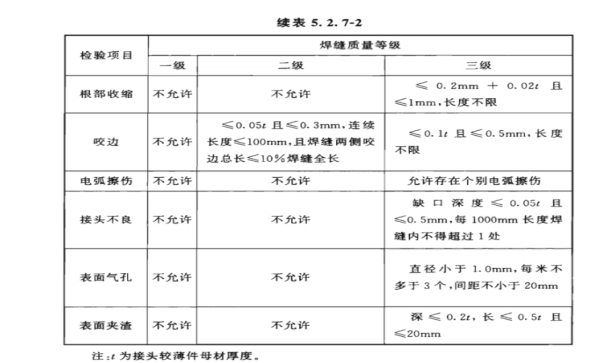 续表 5. 2. 7-2
检验项目
焊缝质量等级
一级
二级
三级
根部收缩
不允许
不允许
≤ 0. 2mm + 0. 02t 且
≤1mm,长度不限
咬边
不允许
≤0. 05t 且≤0. 3mm,连续
长度≤100mm,且焊缝两侧咬
边总长≤10%焊缝全长
≤0. 1t 且≤0. 5mm,长度
不限
电弧擦伤
不允许
不允许
允许存在个别电弧擦伤
接头不良
不允许
不允许
缺口深度≤ 0. 05t 且
≤0. 5mm,每 1000mm 长度焊
缝内不得超过 1 处
表面气孔
不允许
不允许
直径小于 1. 0mm,每米不
多于 3 个,间距不小于 20mm
表面夹渣
不允许
不允许
深≤ 0. 2t,长≤ 0. 5t 且
≤20mm
注:t 为接头较薄件母材厚度。